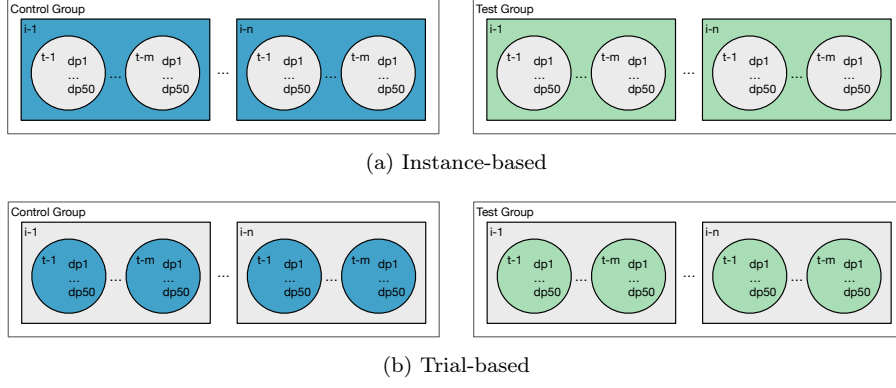 Control Group
i-1
t-1 dp1 ... dp50
...
t-m dp1 ... dp50
...
i-n
t-1 dp1 ... dp50
...
t-m dp1 ... dp50
Test Group
i-1
t-1 dp1 ... dp50
...
t-m dp1 ... dp50
...
i-n
t-1 dp1 ... dp50
...
t-m dp1 ... dp50
(a) Instance-based
Control Group
i-1
t-1 dp1 ... dp50
...
t-m dp1 ... dp50
...
i-n
t-1 dp1 ... dp50
...
t-m dp1 ... dp50
Test Group
i-1
t-1 dp1 ... dp50
...
t-m dp1 ... dp50
...
i-n
t-1 dp1 ... dp50
...
t-m dp1 ... dp50
(b) Trial-based